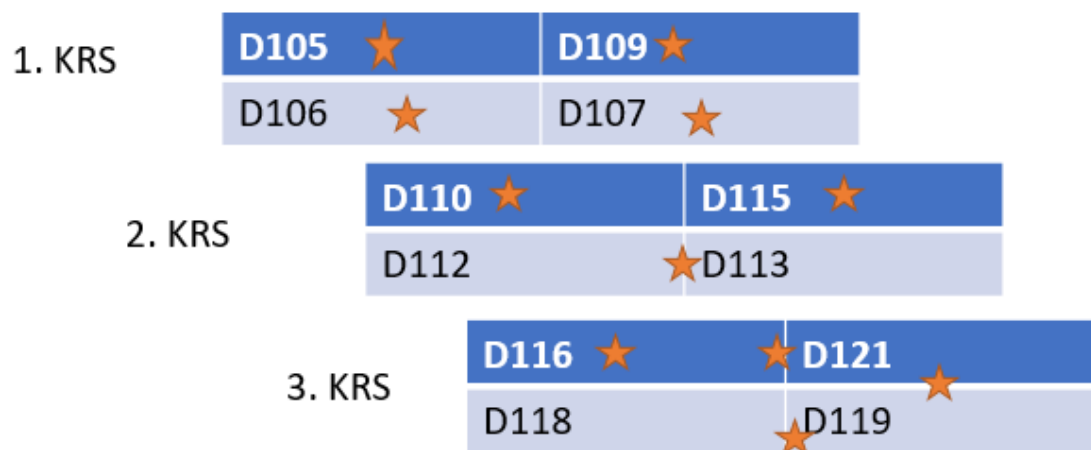 1. KRS
D105 D109
D106 D107
2. KRS
D110 D115
D112 D113
3. KRS
D116 D121
D118 D119